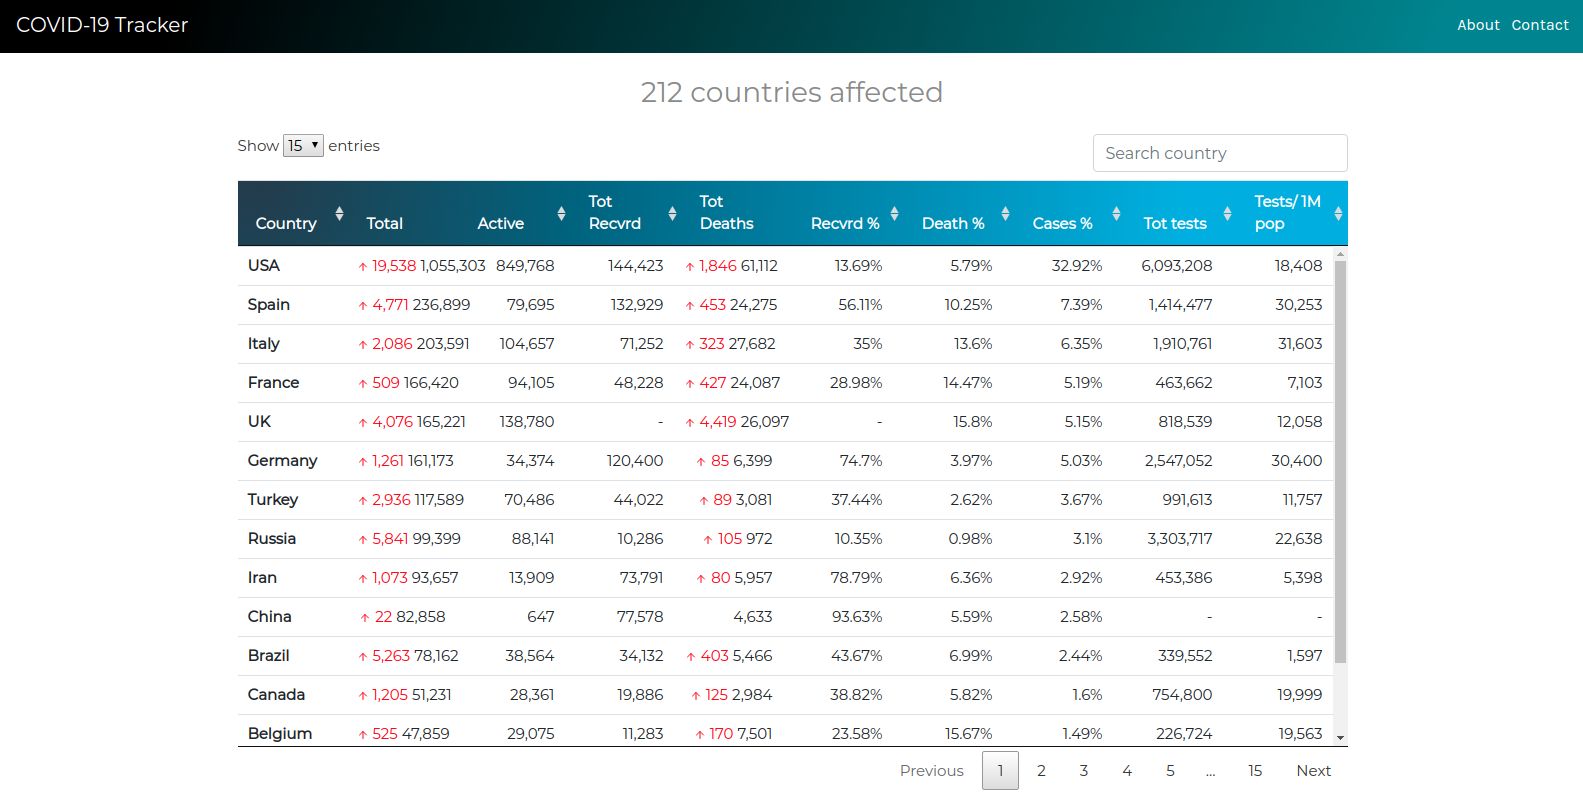 COVID-19 Tracker About Contact
212 countries affected
Show 15 entries Search country
Country Total Active Tot Recvrd Tot Deaths Recvrd % Death % Cases % Tot tests Tests/ 1M pop
USA ↑ 19,538 1,055,303 849,768 144,423 ↑ 1,846 61,112 13.69% 5.79% 32.92% 6,093,208 18,408
Spain ↑ 4,771 236,899 79,695 132,929 ↑ 453 24,275 56.11% 10.25% 7.39% 1,414,477 30,253
Italy ↑ 2,086 203,591 104,657 71,252 ↑ 323 27,682 35% 13.6% 6.35% 1,910,761 31,603
France ↑ 509 166,420 94,105 48,228 ↑ 427 24,087 28.98% 14.47% 5.19% 463,662 7,103
UK ↑ 4,076 165,221 138,780 - ↑ 4,419 26,097 - 15.8% 5.15% 818,539 12,058
Germany ↑ 1,261 161,173 34,374 120,400 ↑ 85 6,399 74.7% 3.97% 5.03% 2,547,052 30,400
Turkey ↑ 2,936 117,589 70,486 44,022 ↑ 89 3,081 37.44% 2.62% 3.67% 991,613 11,757
Russia ↑ 5,841 99,399 88,141 10,286 ↑ 105 972 10.35% 0.98% 3.1% 3,303,717 22,638
Iran ↑ 1,073 93,657 13,909 73,791 ↑ 80 5,957 78.79% 6.36% 2.92% 453,386 5,398
China ↑ 22 82,858 647 77,578 4,633 93.63% 5.59% 2.58% - -
Brazil ↑ 5,263 78,162 38,564 34,132 ↑ 403 5,466 43.67% 6.99% 2.44% 339,552 1,597
Canada ↑ 1,205 51,231 28,361 19,886 ↑ 125 2,984 38.82% 5.82% 1.6% 754,800 19,999
Belgium ↑ 525 47,859 29,075 11,283 ↑ 170 7,501 23.58% 15.67% 1.49% 226,724 19,563
Previous 1 2 3 4 5 ... 15 Next